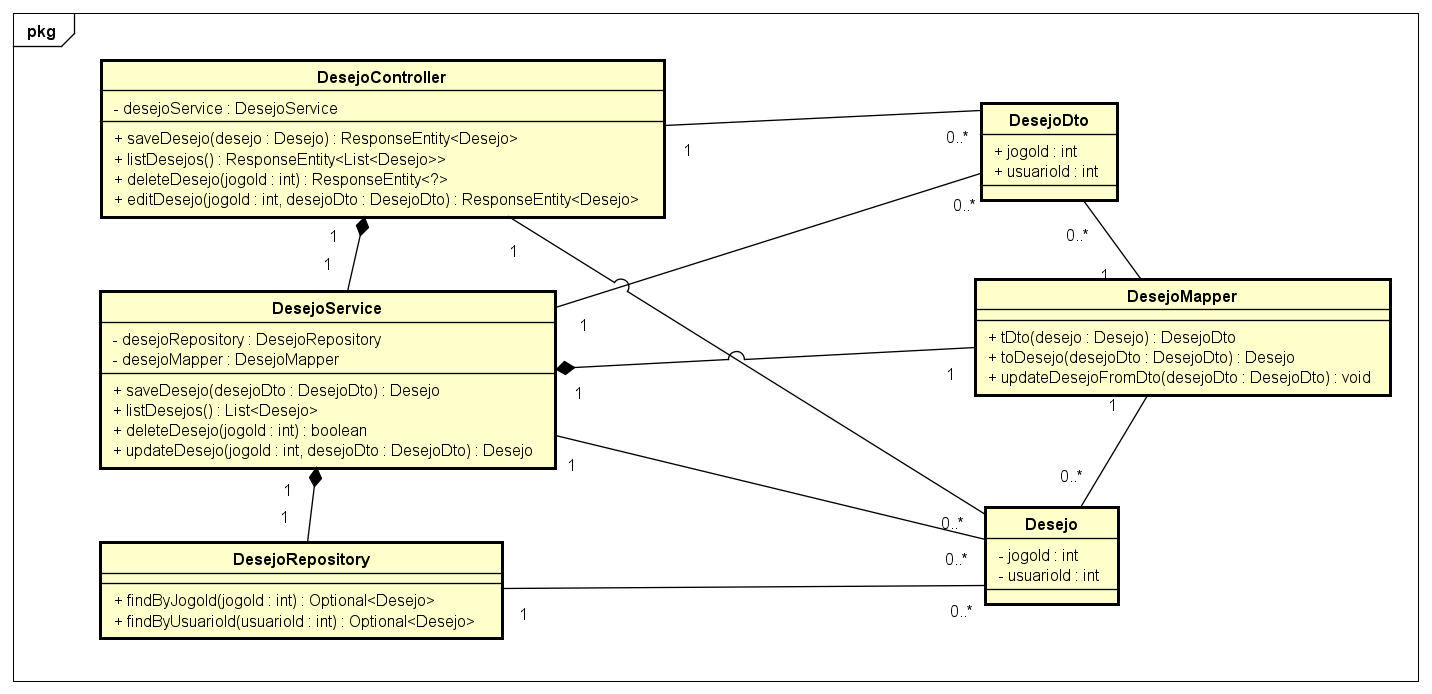 pkg
DesejoController
- desejoService : DesejoService
+ saveDesejo(desejo : Desejo) : ResponseEntity<Desejo>
+ listDesejos() : ResponseEntity<List<Desejo>>
+ deleteDesejo(jogoId : int) : ResponseEntity<?>
+ editDesejo(jogoId : int, desejoDto : DesejoDto) : ResponseEntity<Desejo>
1
0..*
DesejoDto
+ jogoId : int
+ usuarioId : int
1
1
1
0..*
0..*
1
DesejoService
- desejoRepository : DesejoRepository
- desejoMapper : DesejoMapper
+ saveDesejo(desejoDto : DesejoDto) : Desejo
+ listDesejos() : List<Desejo>
+ deleteDesejo(jogoId : int) : boolean
+ updateDesejo(jogoId : int, desejoDto : DesejoDto) : Desejo
1
1
1
1
DesejoMapper
+ tDto(desejo : Desejo) : DesejoDto
+ toDesejo(desejoDto : DesejoDto) : Desejo
+ updateDesejoFromDto(desejoDto : DesejoDto) : void
1
0..*
1
1
0..*
0..*
Desejo
- jogoId : int
- usuarioId : int
DesejoRepository
+ findByJogoId(jogoId : int) : Optional<Desejo>
+ findByUsuarioId(usuarioId : int) : Optional<Desejo>
1
0..*